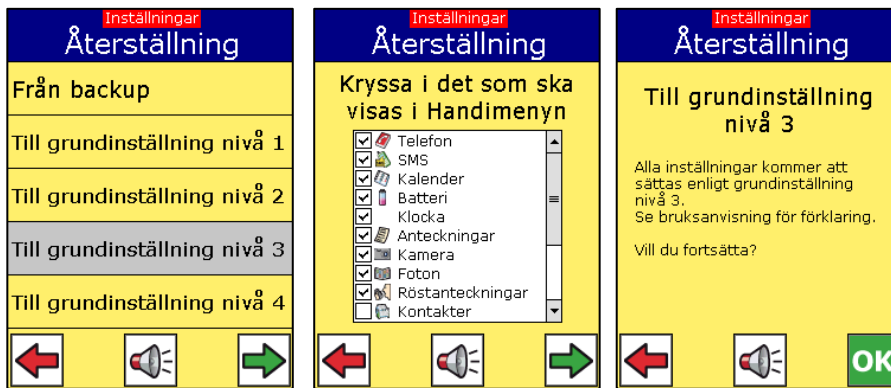 Inställningar
Återställning
Från backup
Till grundinställning nivå 1
Till grundinställning nivå 2
Till grundinställning nivå 3
Till grundinställning nivå 4
Inställningar
Återställning
Kryssa i det som ska
visas i Handimenyn
Telefon
SMS
Kalender
Batteri
Klocka
Anteckningar
Kamera
Foton
Röstanteckningar
Kontakter
Inställningar
Återställning
Till grundinställning
nivå 3
Alla inställningar kommer att
sättas enligt grundinställning
nivå 3.
Se bruksanvisning för förklaring.
Vill du fortsätta?
OK